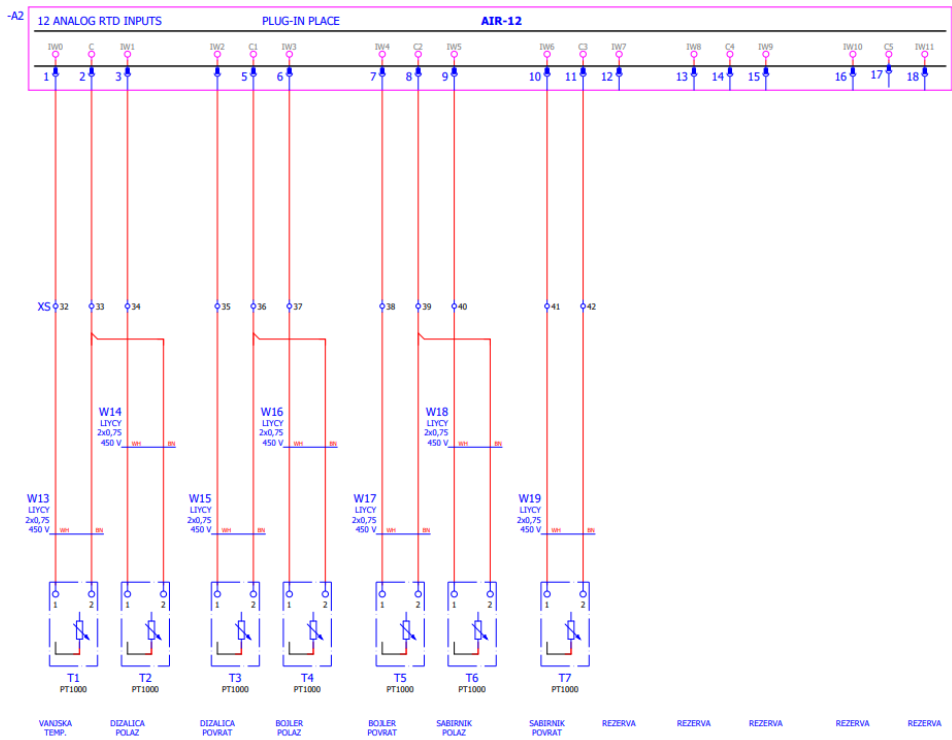 -A2
12 ANALOG RTD INPUTS PLUG-IN PLACE AIR-12
IW0 C IW1 IW2 C1 IW3 IW4 C2 IW5 IW6 C3 IW7 IW8 C4 IW9 IW10 C5 IW11
1 2 3 5 6 7 8 9 10 11 12 13 14 15 16 17 18
XS 32 33 34 35 36 37 38 39 40 41 42
W14 W16 W18
LIYCY LIYCY LIYCY
2x0,75 2x0,75 2x0,75
450 V WH BN 450 V WH BN 450 V WH BN
W13 W15 W17 W19
LIYCY LIYCY LIYCY LIYCY
2x0,75 2x0,75 2x0,75 2x0,75
450 V WH BN 450 V WH BN 450 V WH BN 450 V WH BN
1 2 1 2 1 2 1 2 1 2 1 2 1 2
T1 T2 T3 T4 T5 T6 T7
PT1000 PT1000 PT1000 PT1000 PT1000 PT1000 PT1000
VANJSKA DIZALICA DIZALICA BOJLER BOJLER SABIRNIK SABIRNIK REZERVA REZERVA REZERVA REZERVA REZERVA
TEMP. POLAZ POVRAT POLAZ POVRAT POLAZ POVRAT